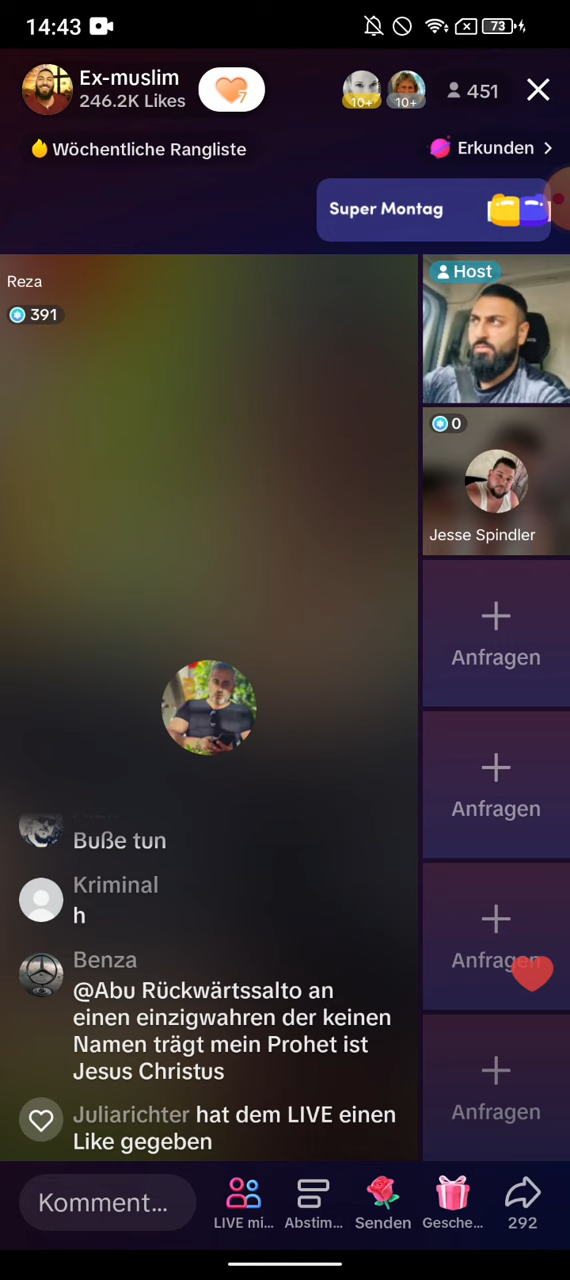 14:43
73
Ex-muslim
246.2K Likes
7
10+
10+
451
Wöchentliche Rangliste
Erkunden
Super Montag
Reza
391
Host
0
Jesse Spindler
Anfragen
Anfragen
Anfragen
Anfragen
Buße tun
Kriminal
h
Benza
@Abu Rückwärtssalto an
einen einzigwahren der keinen
Namen trägt mein Prohet ist
Jesus Christus
Juliarichter hat dem LIVE einen
Like gegeben
Komment...
LIVE mi...
Abstim...
Senden
Gesche...
292